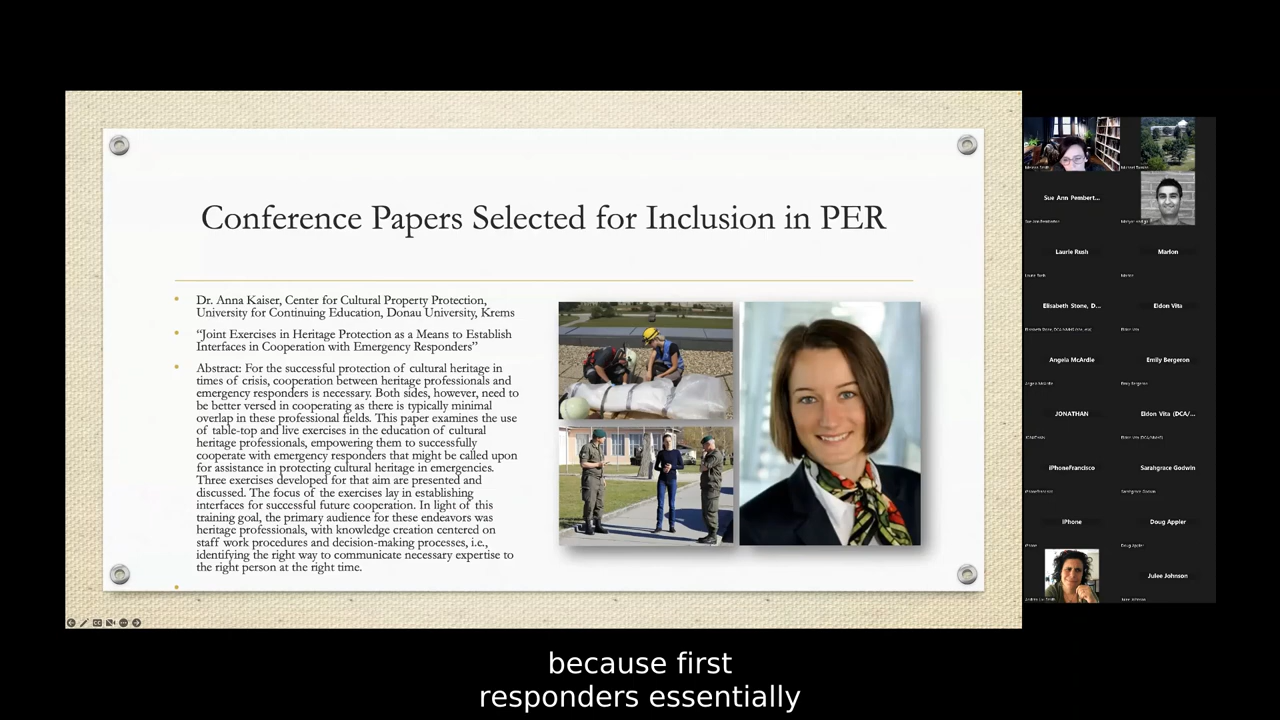 Conference Papers Selected for Inclusion in PER
Dr. Anna Kaiser, Center for Cultural Property Protection,
University for Continuing Education, Donau University, Krems
“Joint Exercises in Heritage Protection as a Means to Establish
Interfaces in Cooperation with Emergency Responders”
Abstract: For the successful protection of cultural heritage in
times of crisis, cooperation between heritage professionals and
emergency responders is necessary. Both sides, however, need to
be better versed in cooperating as there is typically minimal
overlap in these professional fields. This paper examines the use
of table-top and live exercises in the education of cultural
heritage professionals, empowering them to successfully
cooperate with emergency responders that might be called upon
for assistance in protecting cultural heritage in emergencies.
Three exercises developed for that aim are presented and
discussed. The focus of the exercises lay in establishing
interfaces for successful future cooperation. In light of this
training goal, the primary audience for these endeavors was
heritage professionals, with knowledge creation centered on
staff work procedures and decision-making processes, i.e.,
identifying the right way to communicate necessary expertise to
the right person at the right time.
Sue Ann Pembert...
Laurie Rush
Marlon
Elisabeth Stone, D...
Eldon Vita
Angela McArdle
Emily Bergeron
JONATHAN
Eldon Vita (DCA/...
iPhoneFrancisco
Sarahgrace Godwin
iPhone
Doug Appler
Julee Johnson
because first
responders essentially